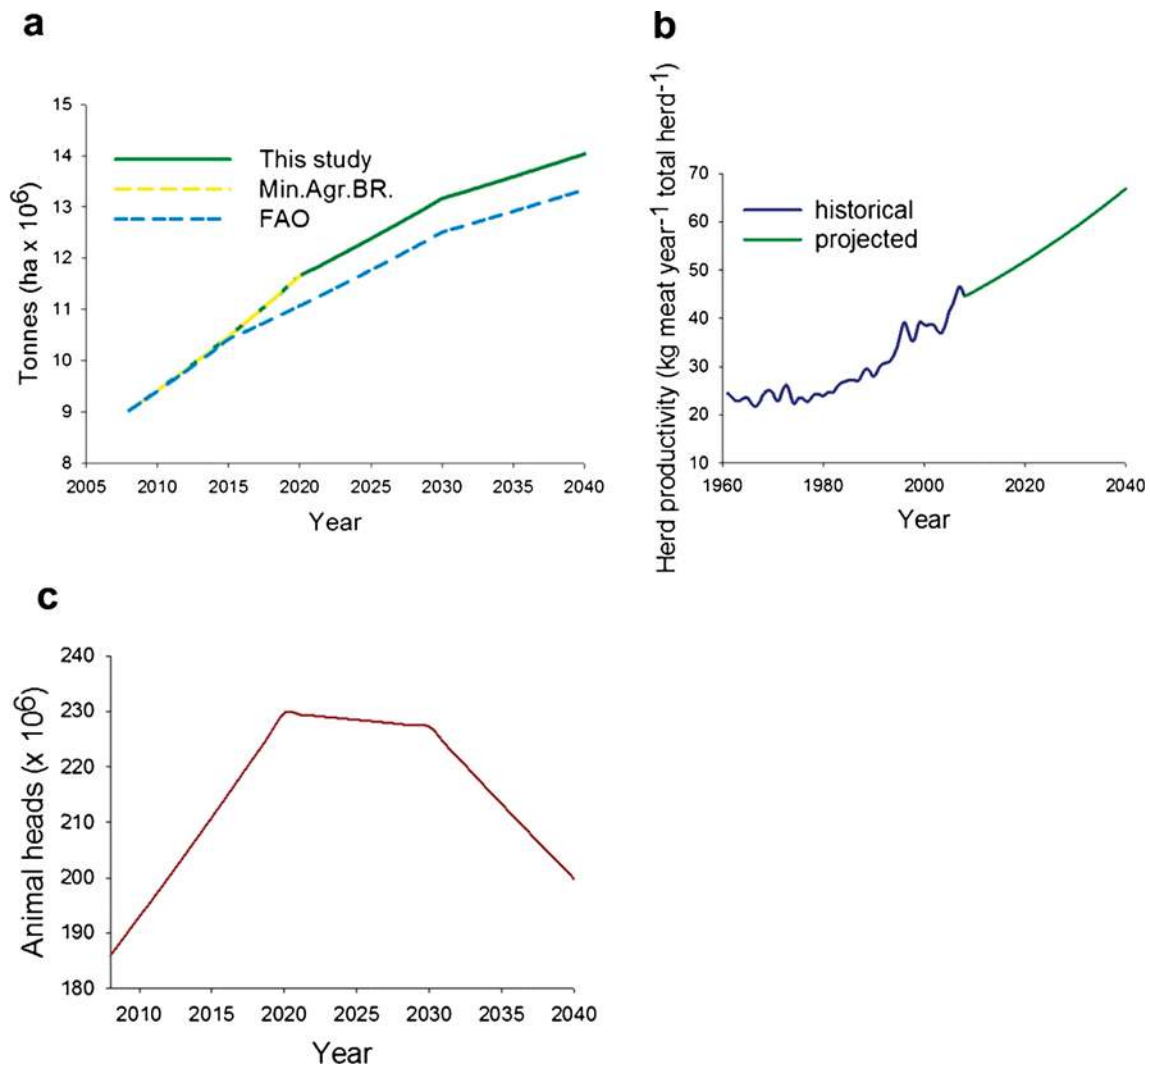 a
Tonnes (ha x 10⁶)
15
14
13
12
11
10
9
8
This study
Min.Agr.BR.
FAO
2005 2010 2015 2020 2025 2030 2035 2040
Year
b
Herd productivity (kg meat year⁻¹ total herd⁻¹)
70
60
50
40
30
20
10
historical
projected
1960 1980 2000 2020 2040
Year
c
Animal heads (x 10⁶)
240
230
220
210
200
190
180
2010 2015 2020 2025 2030 2035 2040
Year